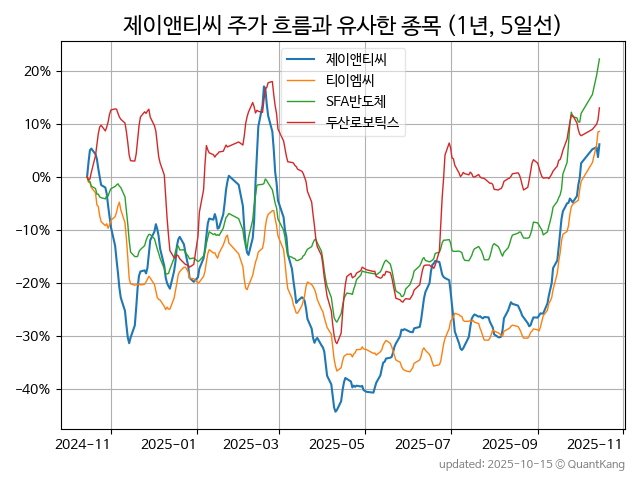 제이앤티씨 주가 흐름과 유사한 종목 (1년, 5일선)
제이앤티씨
티이엠씨
SFA반도체
두산로보틱스
20%
10%
0%
−10%
−20%
−30%
−40%
2024-11
2025-01
2025-03
2025-05
2025-07
2025-09
2025-11
updated: 2025-10-15 © QuantKang